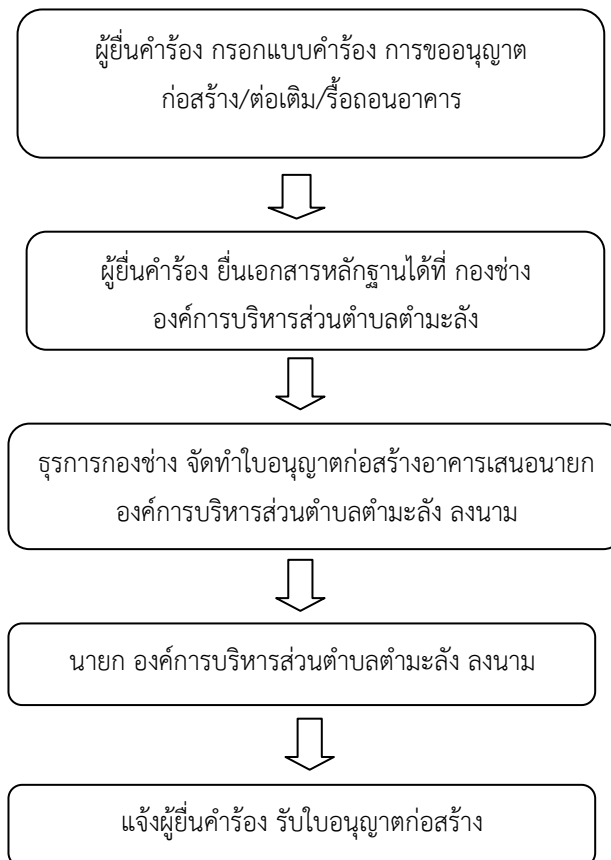 ผู้ยื่นคำร้อง กรอกแบบคำร้อง การขออนุญาต
ก่อสร้าง/ต่อเติม/รื้อถอนอาคาร
ผู้ยื่นคำร้อง ยื่นเอกสารหลักฐานได้ที่ กองช่าง
องค์การบริหารส่วนตำบลตำมะลัง
ธุรการกองช่าง จัดทำใบอนุญาตก่อสร้างอาคารเสนอนายก
องค์การบริหารส่วนตำบลตำมะลัง ลงนาม
นายก องค์การบริหารส่วนตำบลตำมะลัง ลงนาม
แจ้งผู้ยื่นคำร้อง รับใบอนุญาตก่อสร้าง